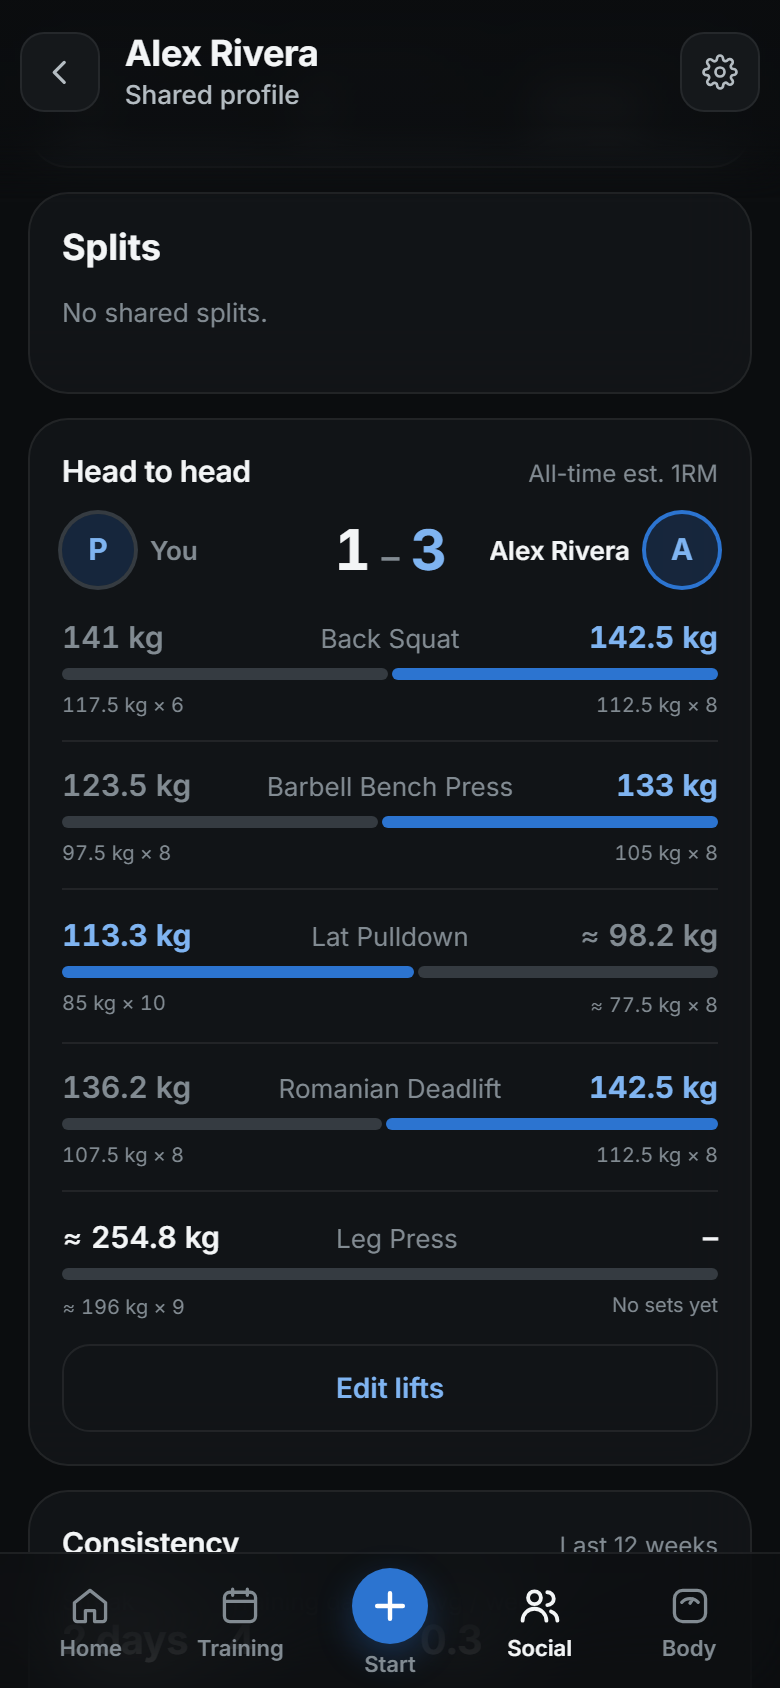 Alex Rivera
Shared profile
Splits
No shared splits.
Head to head
All-time est. 1RM
P
You
1 – 3
Alex Rivera
A
141 kg
Back Squat
142.5 kg
117.5 kg × 6
112.5 kg × 8
123.5 kg
Barbell Bench Press
133 kg
97.5 kg × 8
105 kg × 8
113.3 kg
Lat Pulldown
≈ 98.2 kg
85 kg × 10
≈ 77.5 kg × 8
136.2 kg
Romanian Deadlift
142.5 kg
107.5 kg × 8
112.5 kg × 8
≈ 254.8 kg
Leg Press
–
≈ 196 kg × 9
No sets yet
Edit lifts
Consistency
Last 12 weeks
days
0.3
Home
Training
Start
Social
Body